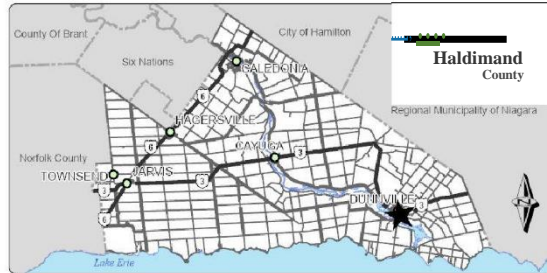 County Of Brant
City of Hamilton
Haldimand
County
Six Nations
CALEDONIA
6
Regional Municipality of Niagara
HAGERSVILLE
6
Norfolk County
CAYUGA
3
TOWNSEND
JARVIS
DUNNVILLE
3
3
3
6
Lake Erie